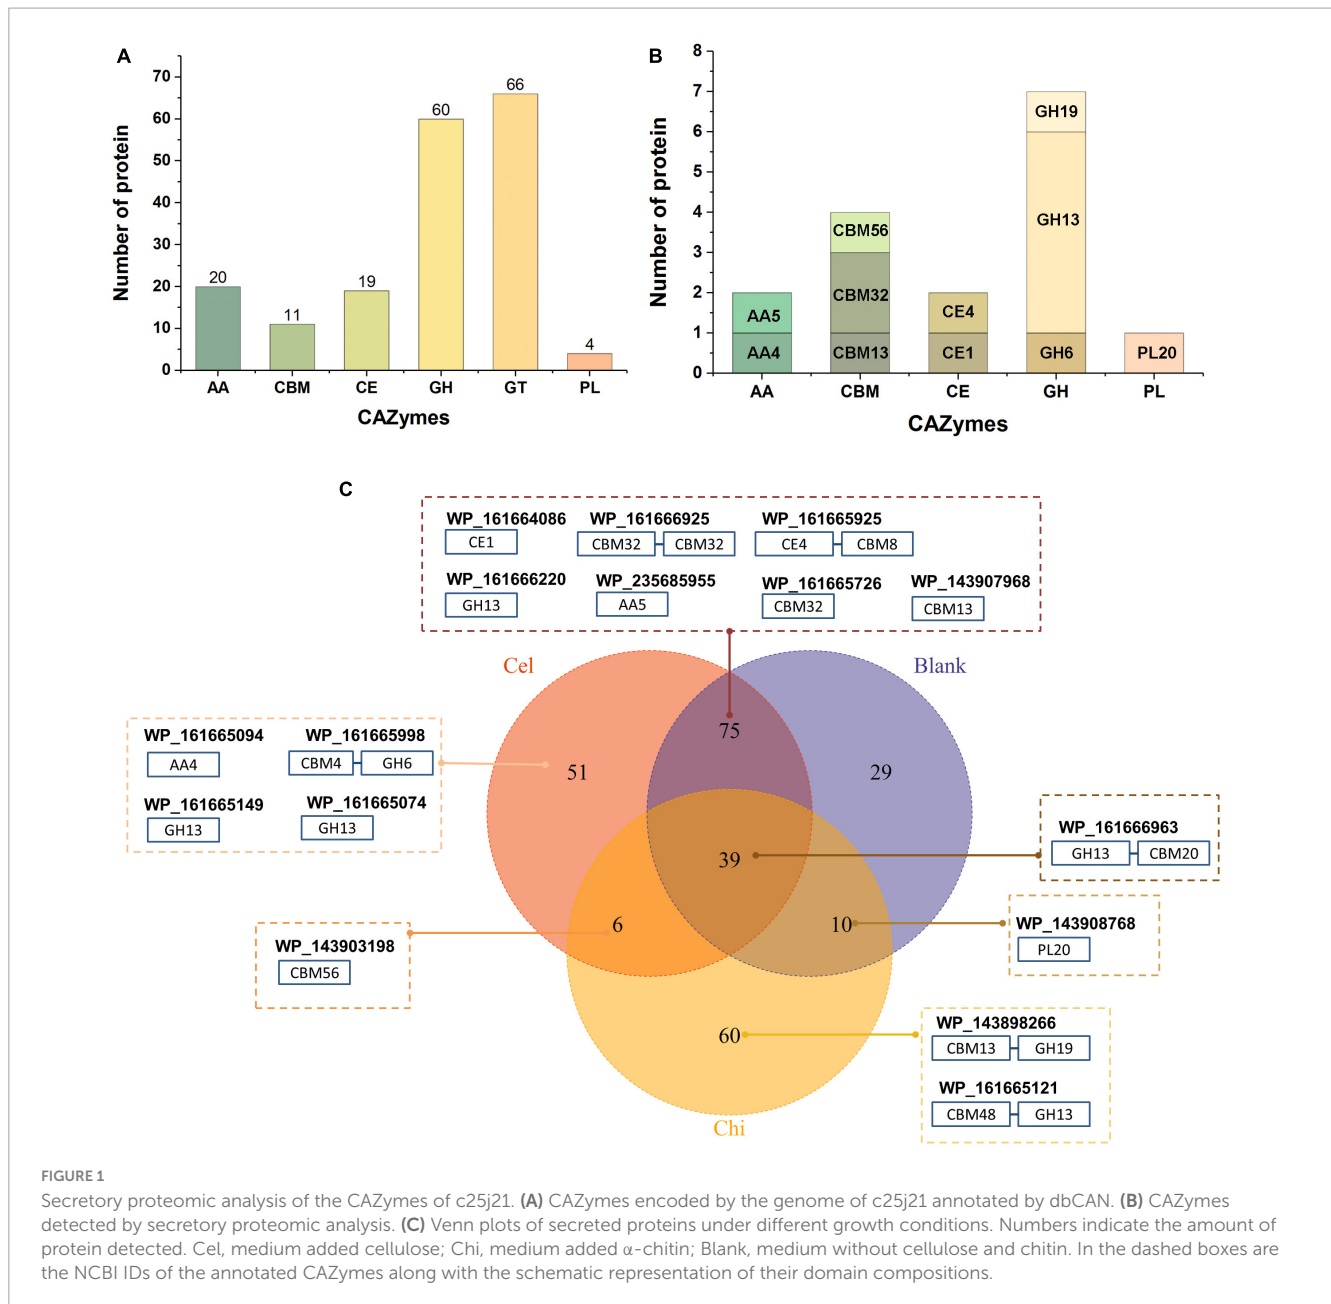 A
Number of protein
70
60
50
40
30
20
10
0
20
11
19
60
66
4
AA CBM CE GH GT PL
CAZymes
B
Number of protein
8
7
6
5
4
3
2
1
0
AA5
AA4
CBM56
CBM32
CBM13
CE4
CE1
GH19
GH13
GH6
PL20
AA CBM CE GH PL
CAZymes
C
WP_161664086 WP_161666925 WP_161665925
CE1 CBM32 CBM32 CE4 CBM8
WP_161666220 WP_235685955 WP_161665726 WP_143907968
GH13 AA5 CBM32 CBM13
Cel Blank
75
51
29
39
6
10
60
Chi
WP_161665094 WP_161665998
AA4 CBM4 GH6
WP_161665149 WP_161665074
GH13 GH13
WP_161666963
GH13 CBM20
WP_143908768
PL20
WP_143903198
CBM56
WP_143898266
CBM13 GH19
WP_161665121
CBM48 GH13
FIGURE 1
Secretory proteomic analysis of the CAZymes of c25j21. (A) CAZymes encoded by the genome of c25j21 annotated by dbCAN. (B) CAZymes
detected by secretory proteomic analysis. (C) Venn plots of secreted proteins under different growth conditions. Numbers indicate the amount of
protein detected. Cel, medium added cellulose; Chi, medium added α-chitin; Blank, medium without cellulose and chitin. In the dashed boxes are
the NCBI IDs of the annotated CAZymes along with the schematic representation of their domain compositions.